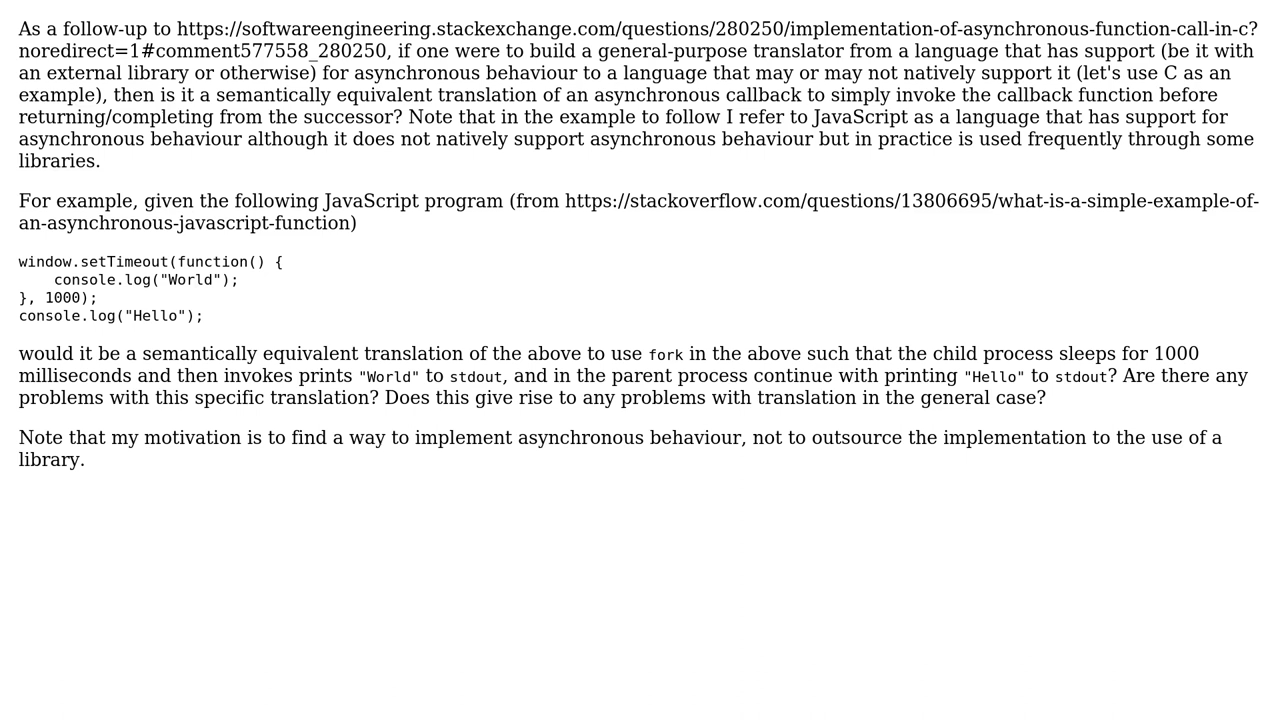 As a follow-up to https://softwareengineering.stackexchange.com/questions/280250/implementation-of-asynchronous-function-call-in-c?
noredirect=1#comment577558_280250, if one were to build a general-purpose translator from a language that has support (be it with
an external library or otherwise) for asynchronous behaviour to a language that may or may not natively support it (let's use C as an
example), then is it a semantically equivalent translation of an asynchronous callback to simply invoke the callback function before
returning/completing from the successor? Note that in the example to follow I refer to JavaScript as a language that has support for
asynchronous behaviour although it does not natively support asynchronous behaviour but in practice is used frequently through some
libraries.
For example, given the following JavaScript program (from https://stackoverflow.com/questions/13806695/what-is-a-simple-example-of-
an-asynchronous-javascript-function)
window.setTimeout(function() {
    console.log("World");
}, 1000);
console.log("Hello");
would it be a semantically equivalent translation of the above to use fork in the above such that the child process sleeps for 1000
milliseconds and then invokes prints "World" to stdout, and in the parent process continue with printing "Hello" to stdout? Are there any
problems with this specific translation? Does this give rise to any problems with translation in the general case?
Note that my motivation is to find a way to implement asynchronous behaviour, not to outsource the implementation to the use of a
library.